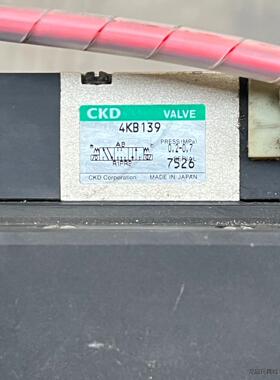 CKD VALVE
4KB139
A B
PRESS(MPa)
0.2-0.7
7526
CKD Corporation MADE IN JAPAN